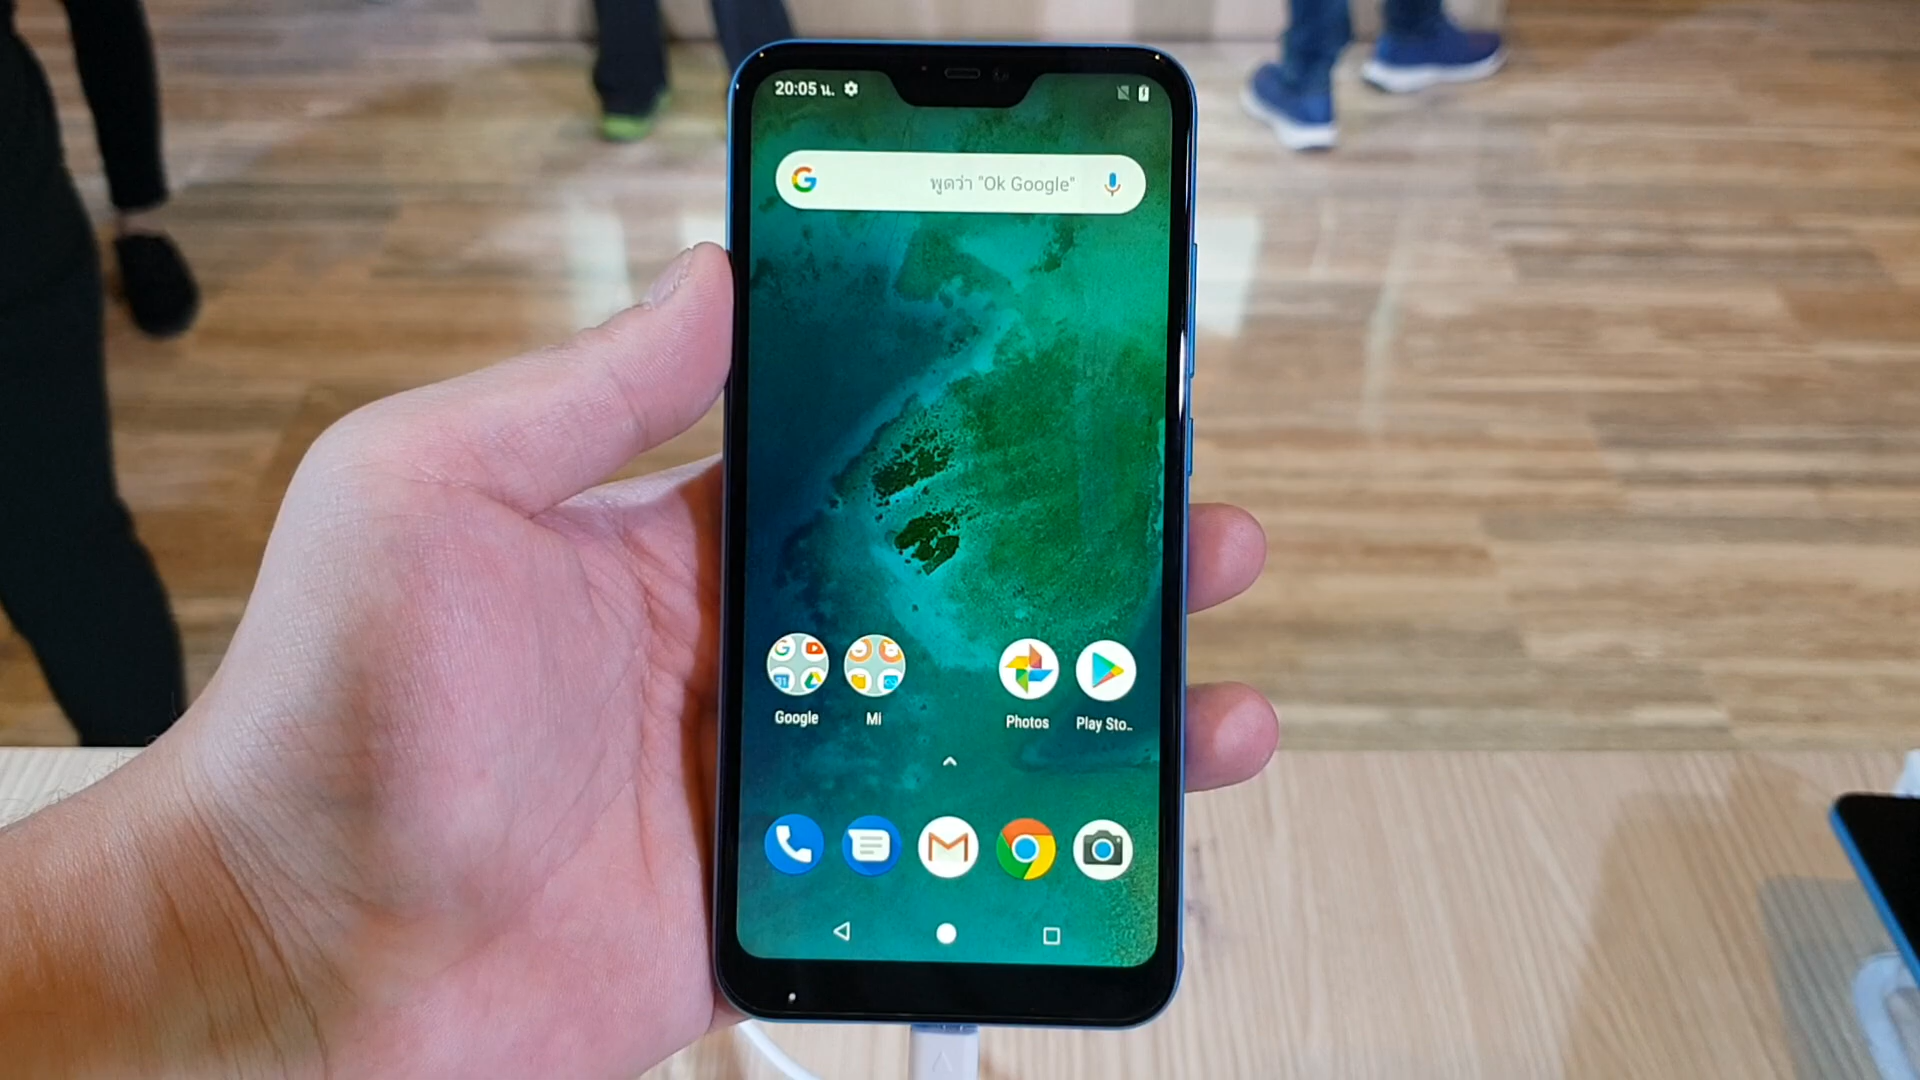 20:05 น.
พูดว่า "Ok Google"
Google
Mi
Photos
Play Sto..